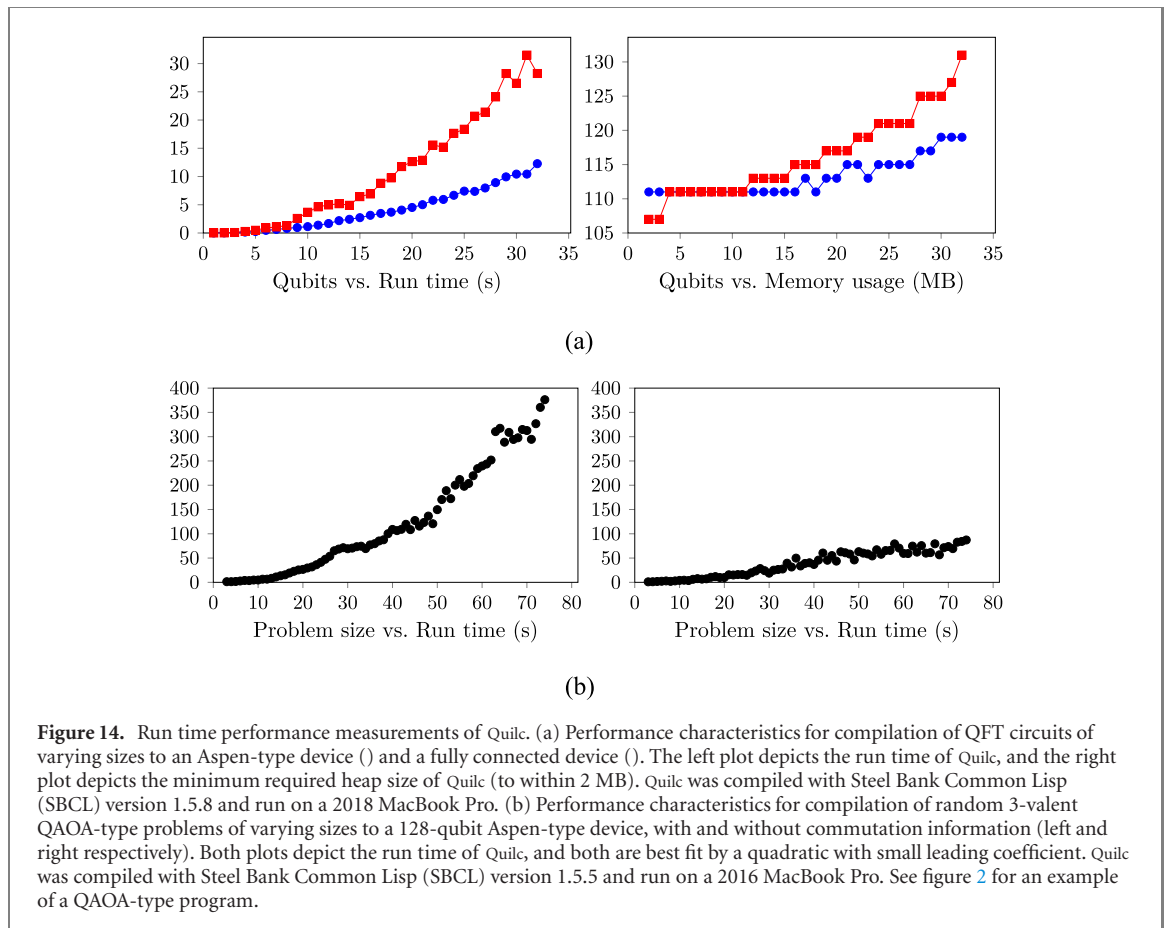 30
25
20
15
10
5
0
0 5 10 15 20 25 30 35
Qubits vs. Run time (s)
130
125
120
115
110
105
0 5 10 15 20 25 30 35
Qubits vs. Memory usage (MB)
(a)
400
350
300
250
200
150
100
50
0
0 10 20 30 40 50 60 70 80
Problem size vs. Run time (s)
400
350
300
250
200
150
100
50
0
0 10 20 30 40 50 60 70 80
Problem size vs. Run time (s)
(b)
Figure 14. Run time performance measurements of Quilc. (a) Performance characteristics for compilation of QFT circuits of
varying sizes to an Aspen-type device () and a fully connected device (). The left plot depicts the run time of Quilc, and the right
plot depicts the minimum required heap size of Quilc (to within 2 MB). Quilc was compiled with Steel Bank Common Lisp
(SBCL) version 1.5.8 and run on a 2018 MacBook Pro. (b) Performance characteristics for compilation of random 3-valent
QAOA-type problems of varying sizes to a 128-qubit Aspen-type device, with and without commutation information (left and
right respectively). Both plots depict the run time of Quilc, and both are best fit by a quadratic with small leading coefficient. Quilc
was compiled with Steel Bank Common Lisp (SBCL) version 1.5.5 and run on a 2016 MacBook Pro. See figure 2 for an example
of a QAOA-type program.